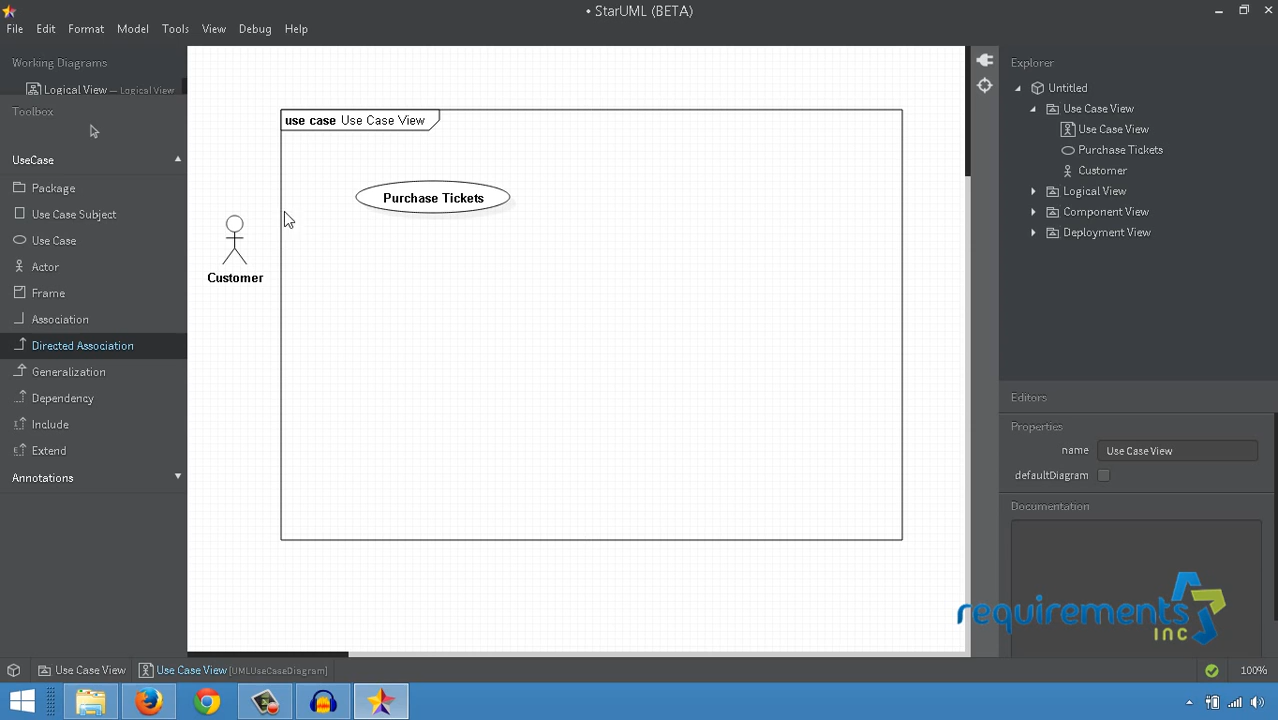 • StarUML (BETA)
File Edit Format Model Tools View Debug Help
Working Diagrams
Logical View — Logical View
Toolbox
UseCase
Package
Use Case Subject
Use Case
Actor
Frame
Association
Directed Association
Generalization
Dependency
Include
Extend
Annotations
use case Use Case View
Purchase Tickets
Customer
Explorer
Untitled
Use Case View
Use Case View
Purchase Tickets
Customer
Logical View
Component View
Deployment View
Editors
Properties
name Use Case View
defaultDiagram
Documentation
requirements
INC
Use Case View Use Case View [UMLUseCaseDiagram] 100%